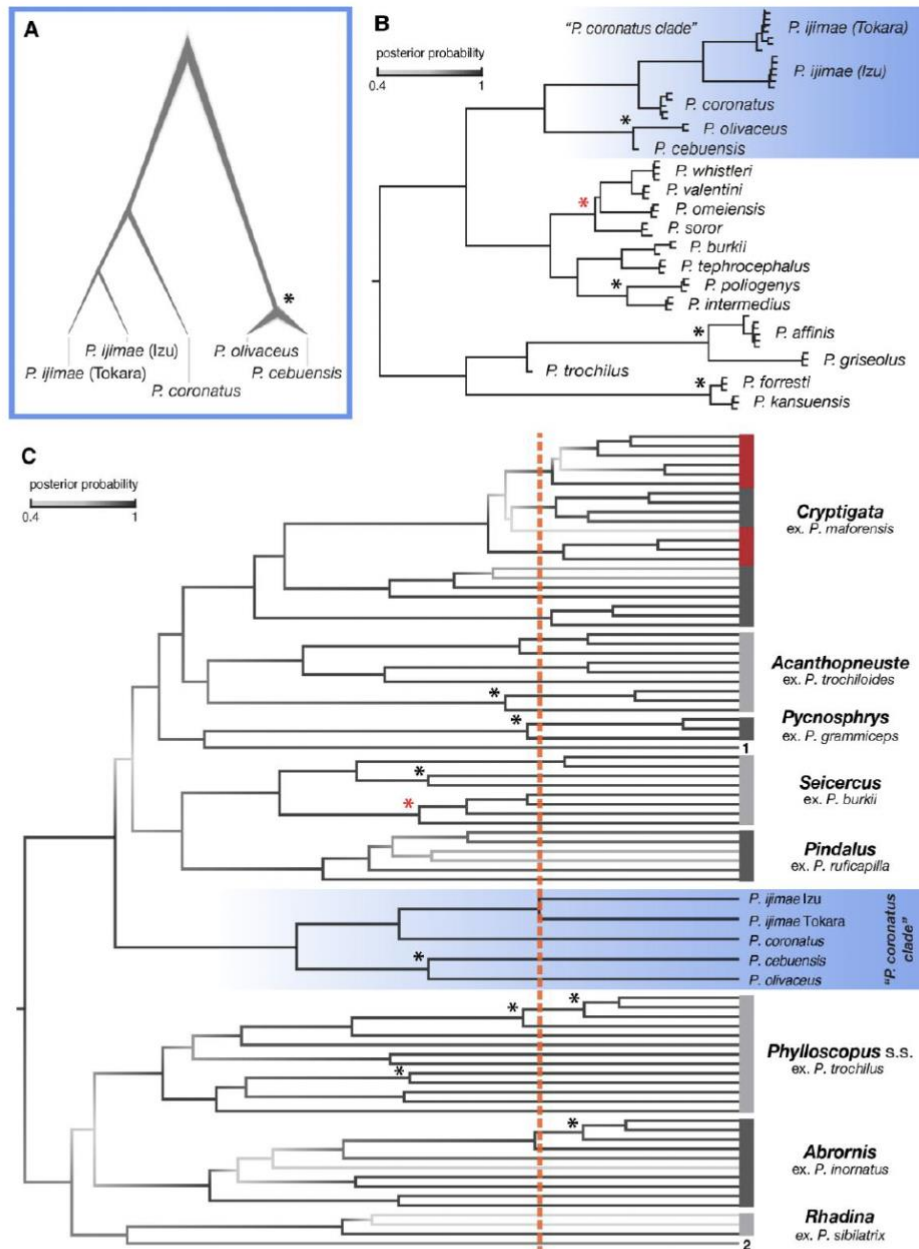 A
P. ijimae (Izu)
P. olivaceus
P. ijimae (Tokara)
P. cebuensis
P. coronatus
*
B
"P. coronatus clade"
posterior probability
0.4
1
P. ijimae (Tokara)
P. ijimae (Izu)
P. coronatus
*
P. olivaceus
P. cebuensis
P. whistleri
P. valentini
*
P. omeiensis
P. soror
P. burkii
P. tephrocephalus
*
P. poliogenys
P. intermedius
*
P. affinis
P. griseolus
P. trochilus
*
P. forresti
P. kansuensis
C
posterior probability
0.4
1
Cryptigata
ex. P. maforensis
Acanthopneuste
ex. P. trochiloides
*
*
Pycnosphrys
ex. P. grammiceps
1
*
Seicercus
ex. P. burkii
*
Pindalus
ex. P. ruficapilla
P. ijimae Izu
P. ijimae Tokara
P. coronatus
*
P. cebuensis
P. olivaceus
"P. coronatus
clade"
*
*
Phylloscopus s.s.
ex. P. trochilus
*
*
Abrornis
ex. P. inornatus
Rhadina
ex. P. sibilatrix
2